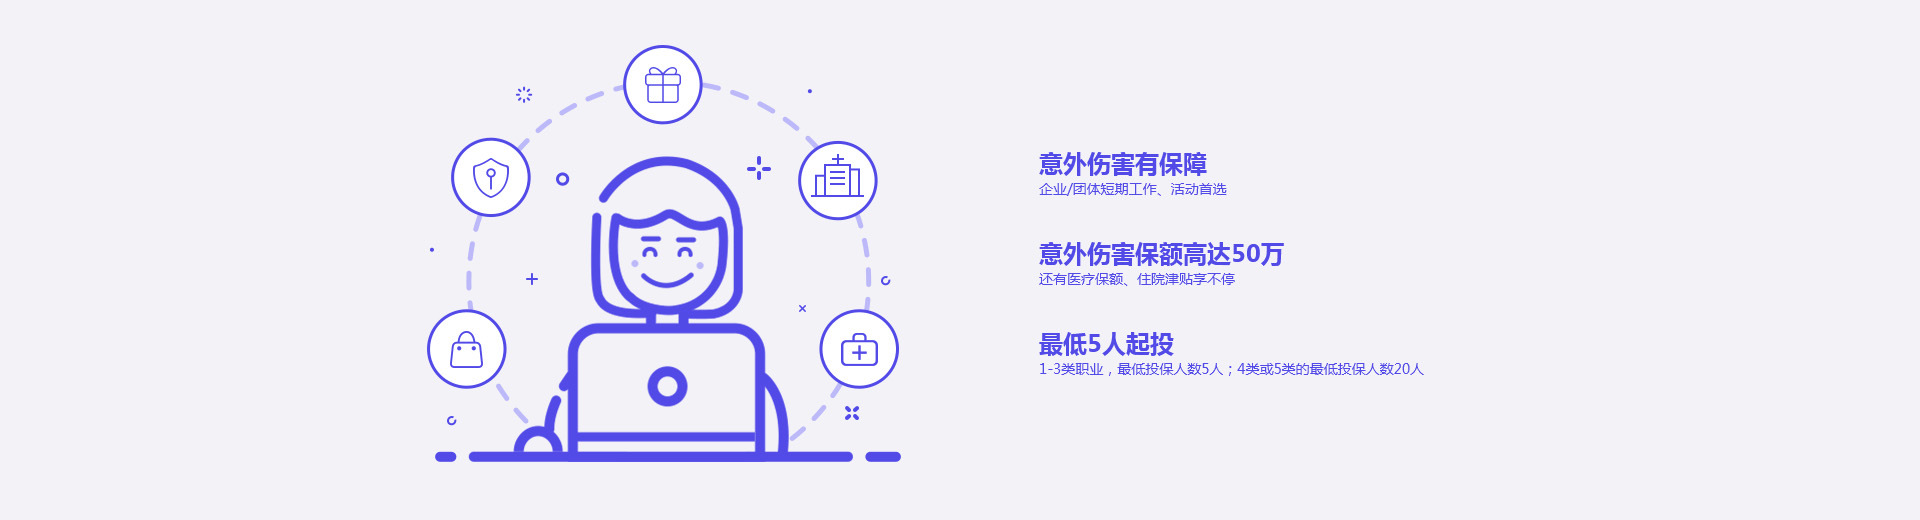 意外伤害有保障
企业/团体短期工作、活动首选
意外伤害保额高达50万
还有医疗保额、住院津贴享不停
最低5人起投
1-3类职业，最低投保人数5人；4类或5类的最低投保人数20人